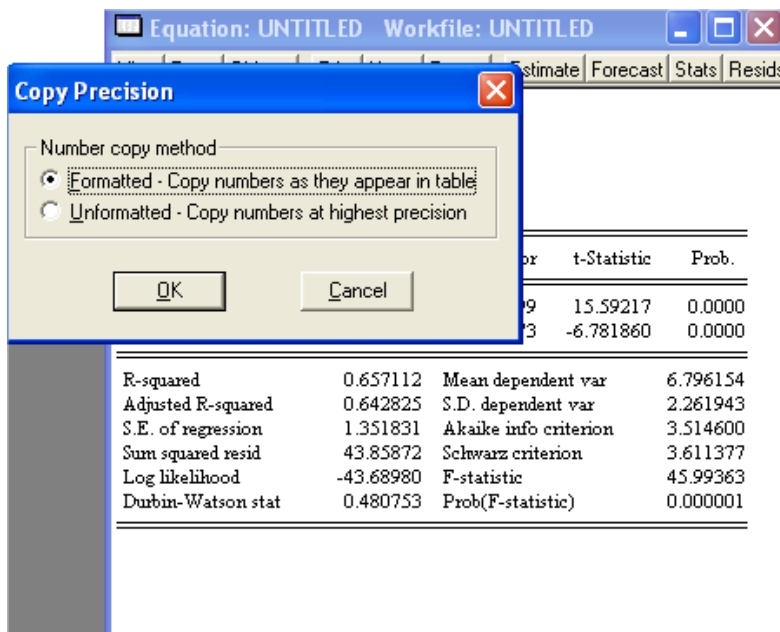 Equation: UNTITLED Workfile: UNTITLED
Estimate Forecast Stats Resids
Copy Precision
Number copy method
Formatted - Copy numbers as they appear in table
Unformatted - Copy numbers at highest precision
OK Cancel
t-Statistic Prob.
15.59217 0.0000
-6.781860 0.0000
R-squared 0.657112 Mean dependent var 6.796154
Adjusted R-squared 0.642825 S.D. dependent var 2.261943
S.E. of regression 1.351831 Akaike info criterion 3.514600
Sum squared resid 43.85872 Schwarz criterion 3.611377
Log likelihood -43.68980 F-statistic 45.99363
Durbin-Watson stat 0.480753 Prob(F-statistic) 0.000001